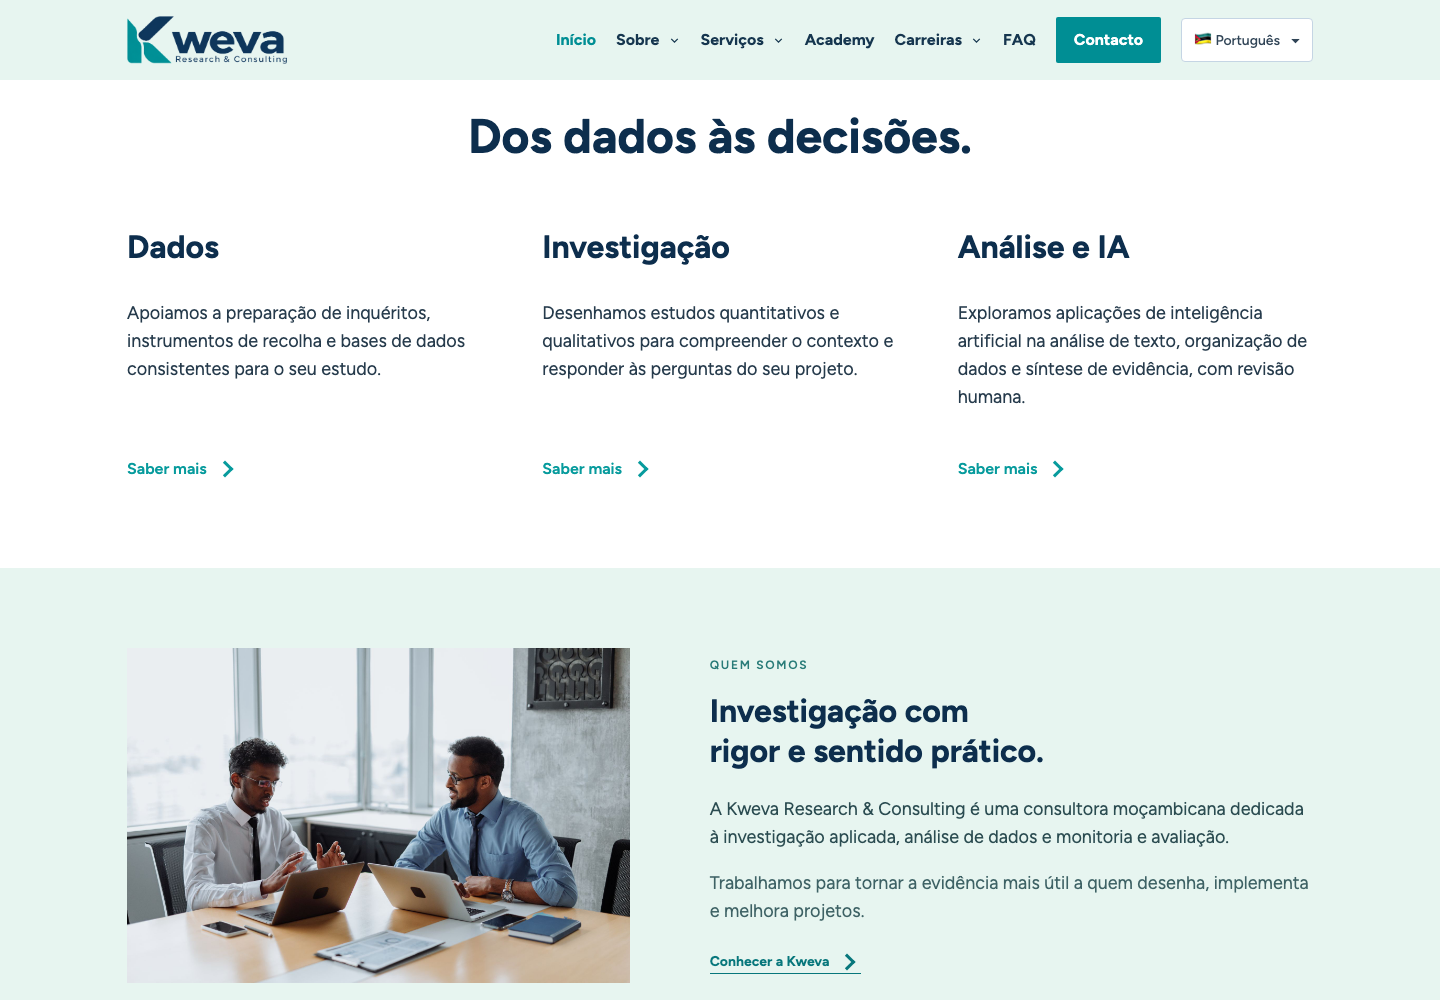 Kweva
Research & Consulting
Início Sobre Serviços Academy Carreiras FAQ Contacto Português
Dos dados às decisões.
Dados
Apoiamos a preparação de inquéritos,
instrumentos de recolha e bases de dados
consistentes para o seu estudo.
Saber mais
Investigação
Desenhamos estudos quantitativos e
qualitativos para compreender o contexto e
responder às perguntas do seu projeto.
Saber mais
Análise e IA
Exploramos aplicações de inteligência
artificial na análise de texto, organização de
dados e síntese de evidência, com revisão
humana.
Saber mais
QUEM SOMOS
Investigação com
rigor e sentido prático.
A Kweva Research & Consulting é uma consultora moçambicana dedicada
à investigação aplicada, análise de dados e monitoria e avaliação.
Trabalhamos para tornar a evidência mais útil a quem desenha, implementa
e melhora projetos.
Conhecer a Kweva